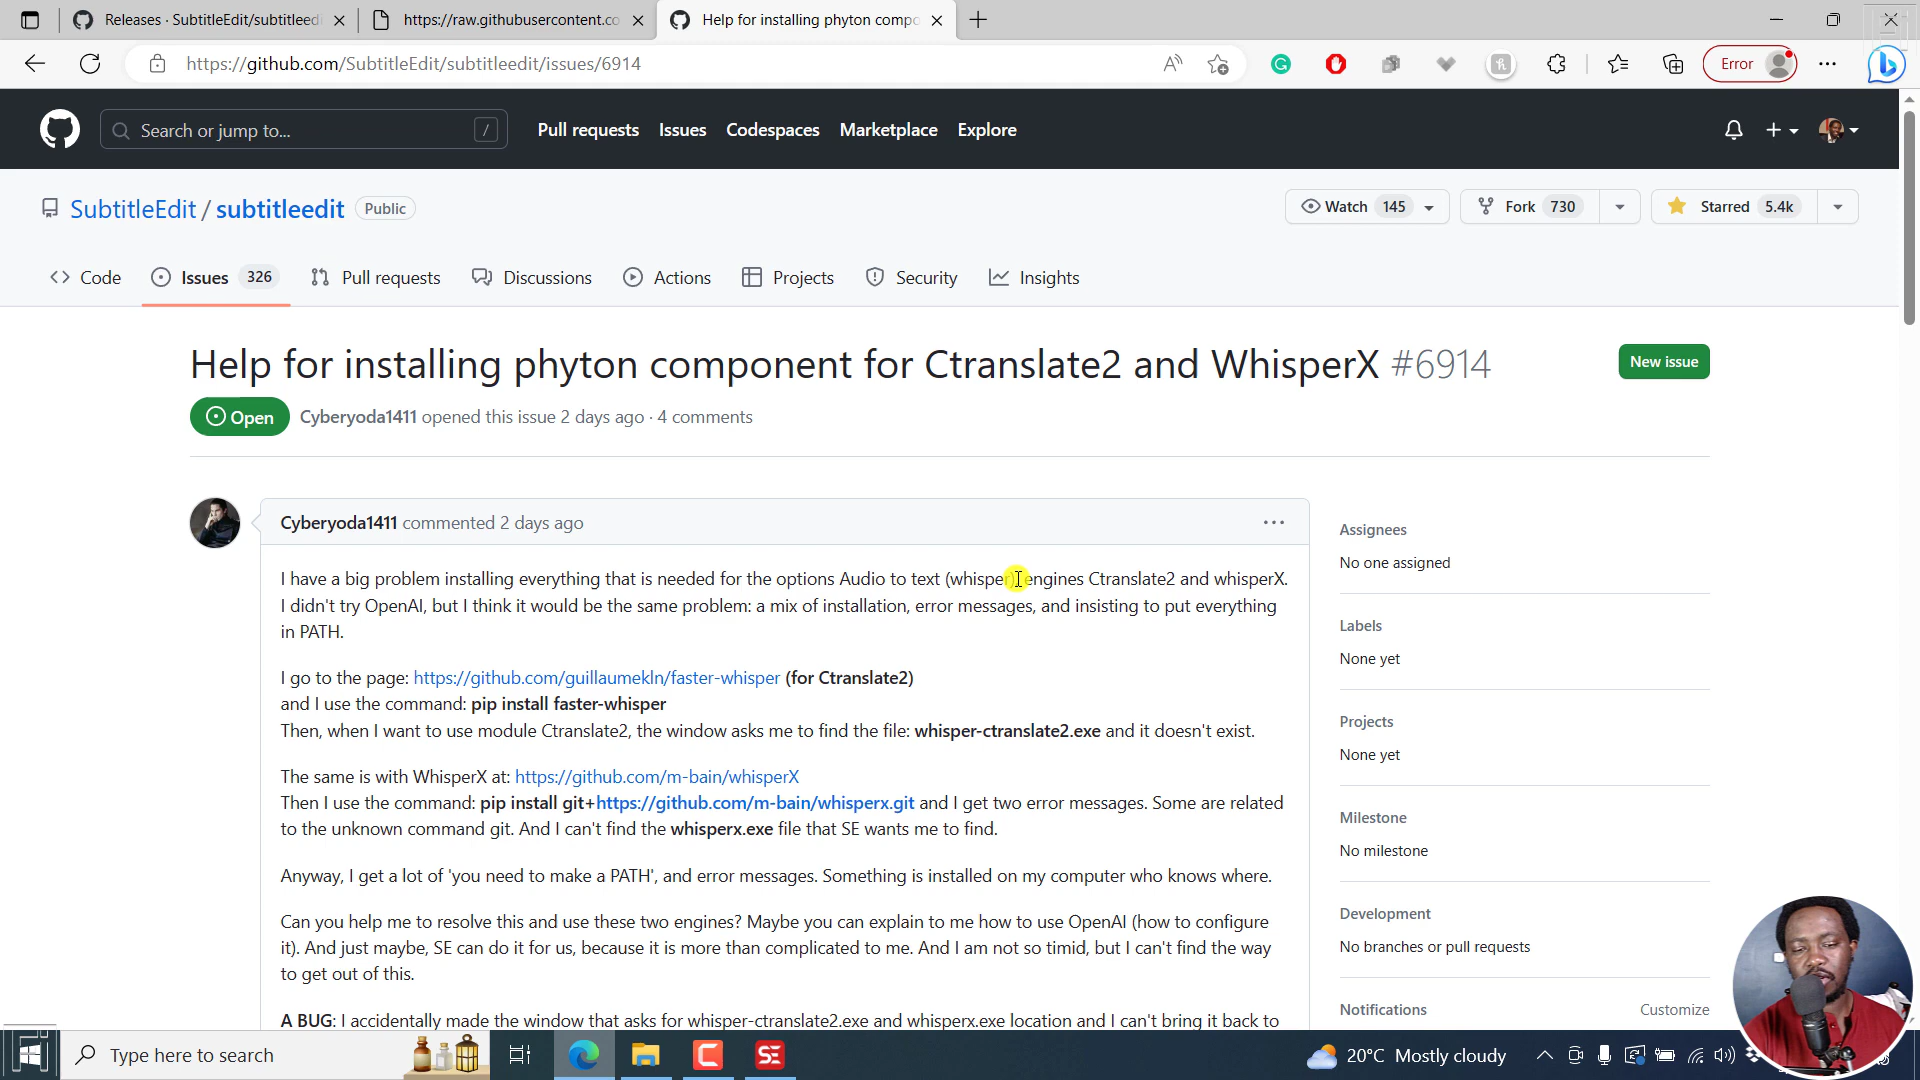 Releases · SubtitleEdit/subtitleedi
https://raw.githubusercontent.co
Help for installing phyton compo
https://github.com/SubtitleEdit/subtitleedit/issues/6914
Error
Search or jump to...
/
Pull requests
Issues
Codespaces
Marketplace
Explore
SubtitleEdit / subtitleedit
Public
Watch 145
Fork 730
Starred 5.4k
Code
Issues 326
Pull requests
Discussions
Actions
Projects
Security
Insights
Help for installing phyton component for Ctranslate2 and WhisperX #6914
New issue
Open
Cyberyoda1411 opened this issue 2 days ago · 4 comments
Cyberyoda1411 commented 2 days ago
I have a big problem installing everything that is needed for the options Audio to text (whisper) engines Ctranslate2 and whisperX.
I didn't try OpenAI, but I think it would be the same problem: a mix of installation, error messages, and insisting to put everything
in PATH.
I go to the page: https://github.com/guillaumekln/faster-whisper (for Ctranslate2)
and I use the command: pip install faster-whisper
Then, when I want to use module Ctranslate2, the window asks me to find the file: whisper-ctranslate2.exe and it doesn't exist.
The same is with WhisperX at: https://github.com/m-bain/whisperX
Then I use the command: pip install git+https://github.com/m-bain/whisperx.git and I get two error messages. Some are related
to the unknown command git. And I can't find the whisperx.exe file that SE wants me to find.
Anyway, I get a lot of 'you need to make a PATH', and error messages. Something is installed on my computer who knows where.
Can you help me to resolve this and use these two engines? Maybe you can explain to me how to use OpenAI (how to configure
it). And just maybe, SE can do it for us, because it is more than complicated to me. And I am not so timid, but I can't find the way
to get out of this.
A BUG: I accidentally made the window that asks for whisper-ctranslate2.exe and whisperx.exe location and I can't bring it back to
Assignees
No one assigned
Labels
None yet
Projects
None yet
Milestone
No milestone
Development
No branches or pull requests
Notifications
Customize
Type here to search
SE
20°C Mostly cloudy